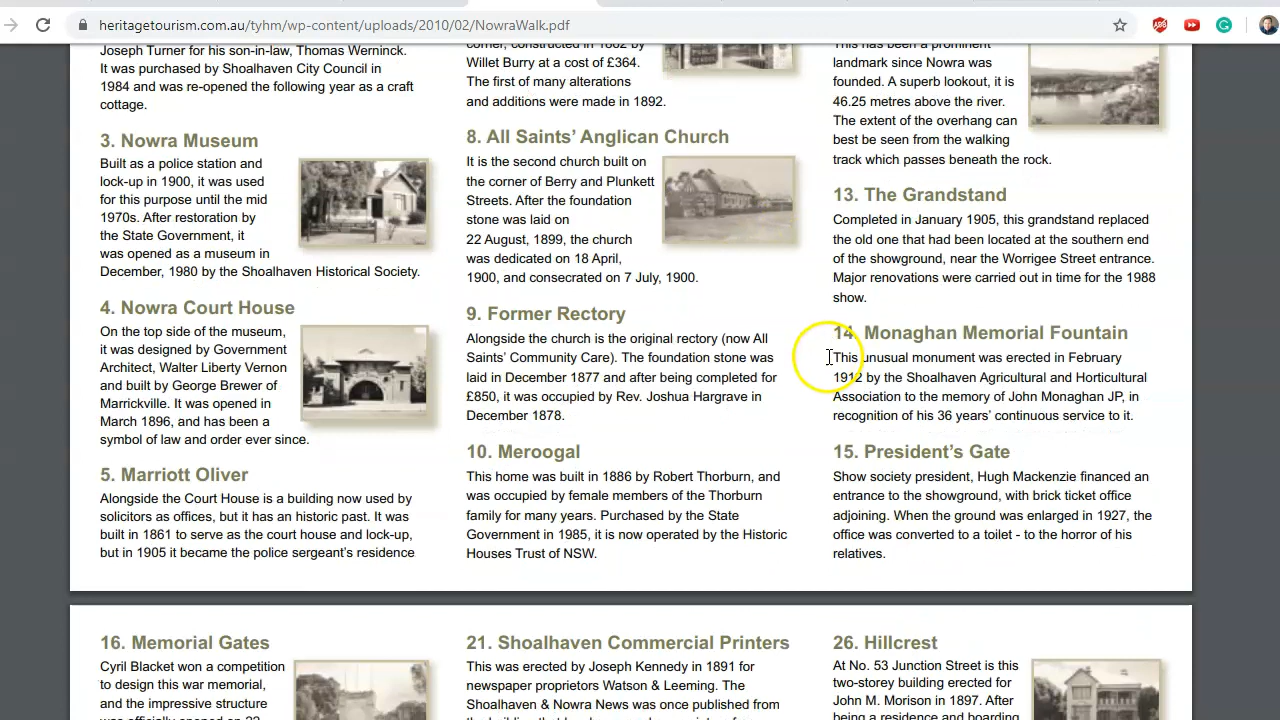 heritagetourism.com.au/tyhm/wp-content/uploads/2010/02/NowraWalk.pdf
Joseph Turner for his son-in-law, Thomas Werninck.
It was purchased by Shoalhaven City Council in
1984 and was re-opened the following year as a craft
cottage.
3. Nowra Museum
Built as a police station and
lock-up in 1900, it was used
for this purpose until the mid
1970s. After restoration by
the State Government, it
was opened as a museum in
December, 1980 by the Shoalhaven Historical Society.
4. Nowra Court House
On the top side of the museum,
it was designed by Government
Architect, Walter Liberty Vernon
and built by George Brewer of
Marrickville. It was opened in
March 1896, and has been a
symbol of law and order ever since.
5. Marriott Oliver
Alongside the Court House is a building now used by
solicitors as offices, but it has an historic past. It was
built in 1861 to serve as the court house and lock-up,
but in 1905 it became the police sergeant's residence
corner, constructed in 1862 by
Willet Burry at a cost of £364.
The first of many alterations
and additions were made in 1892.
8. All Saints' Anglican Church
It is the second church built on
the corner of Berry and Plunkett
Streets. After the foundation
stone was laid on
22 August, 1899, the church
was dedicated on 18 April,
1900, and consecrated on 7 July, 1900.
9. Former Rectory
Alongside the church is the original rectory (now All
Saints' Community Care). The foundation stone was
laid in December 1877 and after being completed for
£850, it was occupied by Rev. Joshua Hargrave in
December 1878.
10. Meroogal
This home was built in 1886 by Robert Thorburn, and
was occupied by female members of the Thorburn
family for many years. Purchased by the State
Government in 1985, it is now operated by the Historic
Houses Trust of NSW.
This has been a prominent
landmark since Nowra was
founded. A superb lookout, it is
46.25 metres above the river.
The extent of the overhang can
best be seen from the walking
track which passes beneath the rock.
13. The Grandstand
Completed in January 1905, this grandstand replaced
the old one that had been located at the southern end
of the showground, near the Worrigee Street entrance.
Major renovations were carried out in time for the 1988
show.
14. Monaghan Memorial Fountain
This unusual monument was erected in February
1912 by the Shoalhaven Agricultural and Horticultural
Association to the memory of John Monaghan JP, in
recognition of his 36 years' continuous service to it.
15. President's Gate
Show society president, Hugh Mackenzie financed an
entrance to the showground, with brick ticket office
adjoining. When the ground was enlarged in 1927, the
office was converted to a toilet - to the horror of his
relatives.
16. Memorial Gates
Cyril Blacket won a competition
to design this war memorial,
and the impressive structure
21. Shoalhaven Commercial Printers
This was erected by Joseph Kennedy in 1891 for
newspaper proprietors Watson & Leeming. The
Shoalhaven & Nowra News was once published from
26. Hillcrest
At No. 53 Junction Street is this
two-storey building erected for
John M. Morison in 1897. After
being a residence and boarding